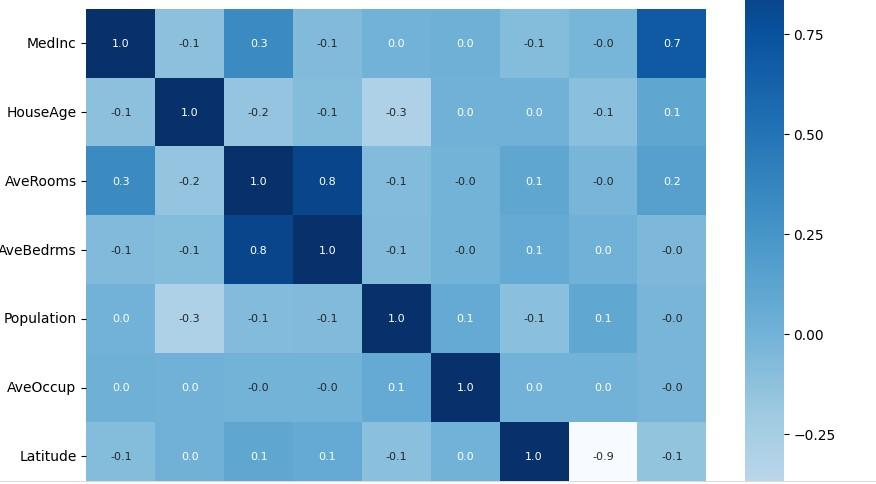 MedInc 1.0 -0.1 0.3 -0.1 0.0 0.0 -0.1 -0.0 0.7
0.75
HouseAge -0.1 1.0 -0.2 -0.1 -0.3 0.0 0.0 -0.1 0.1
0.50
AveRooms 0.3 -0.2 1.0 0.8 -0.1 -0.0 0.1 -0.0 0.2
0.25
AveBedrms -0.1 -0.1 0.8 1.0 -0.1 -0.0 0.1 0.0 -0.0
Population 0.0 -0.3 -0.1 -0.1 1.0 0.1 -0.1 0.1 -0.0
0.00
AveOccup 0.0 0.0 -0.0 -0.0 0.1 1.0 0.0 0.0 -0.0
−0.25
Latitude -0.1 0.0 0.1 0.1 -0.1 0.0 1.0 -0.9 -0.1